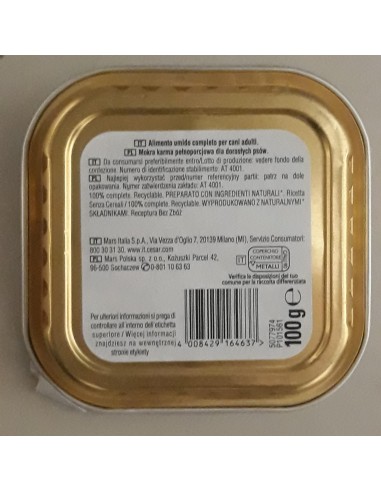 IT Alimento umido completo per cani adulti.
PL Mokra karma pełnoporcjowa dla dorosłych psów.
IT Da consumarsi preferibilmente entro/Lotto di produzione: vedere fondo della
confezione. Numero di identificazione stabilimento: AT 4001.
PL Najlepiej wykorzystać przed/numer referencyjny partii: patrz na dole
opakowania. Numer zatwierdzenia zakładu: AT 4001.
100% complete. Recyclable. PREPARATO CON INGREDIENTI NATURALI*. Ricetta
Senza Cereali / 100% complete. Recyclable. WYPRODUKOWANO Z NATURALNYMI*
SKŁADNIKAMI. Receptura Bez Zbóż
IT Mars Italia S.p.A., Via Vezza d'Oglio 7, 20139 Milano (MI), Servizio Consumatori:
800 30 31 30, www.it.cesar.com
PL Mars Polska sp. z o.o., Kożuszki Parcel 42,
96-500 Sochaczew 0-801 10 63 63
COPERCHIO
CONTENITORE
METALLI
Verifica le disposizioni del tuo
comune per la raccolta differenziata
Per ulteriori informazioni si prega di
controllare all'interno dell'etichetta
superiore / Więcej informacji
znajdziesz na wewnętrznej
stronie etykiety
4 008429 164637 >
100g e
5077974
P101561